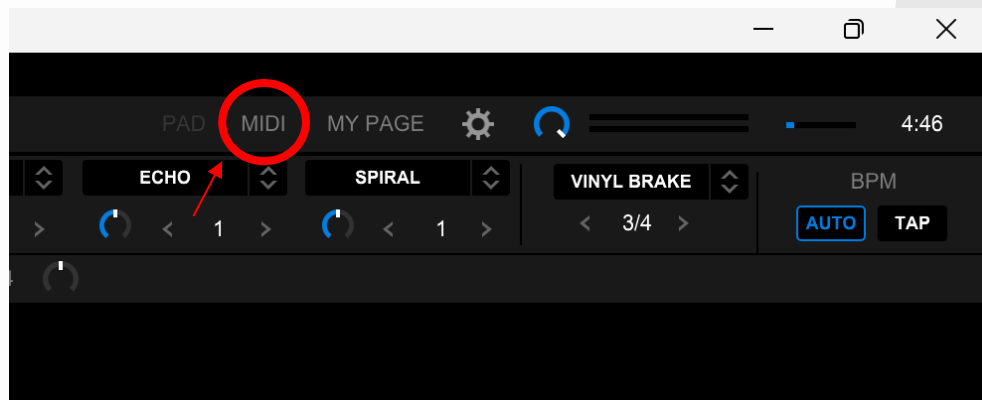 PAD MIDI MY PAGE 4:46
ECHO SPIRAL VINYL BRAKE BPM
< 1 > < 1 > < 3/4 > AUTO TAP